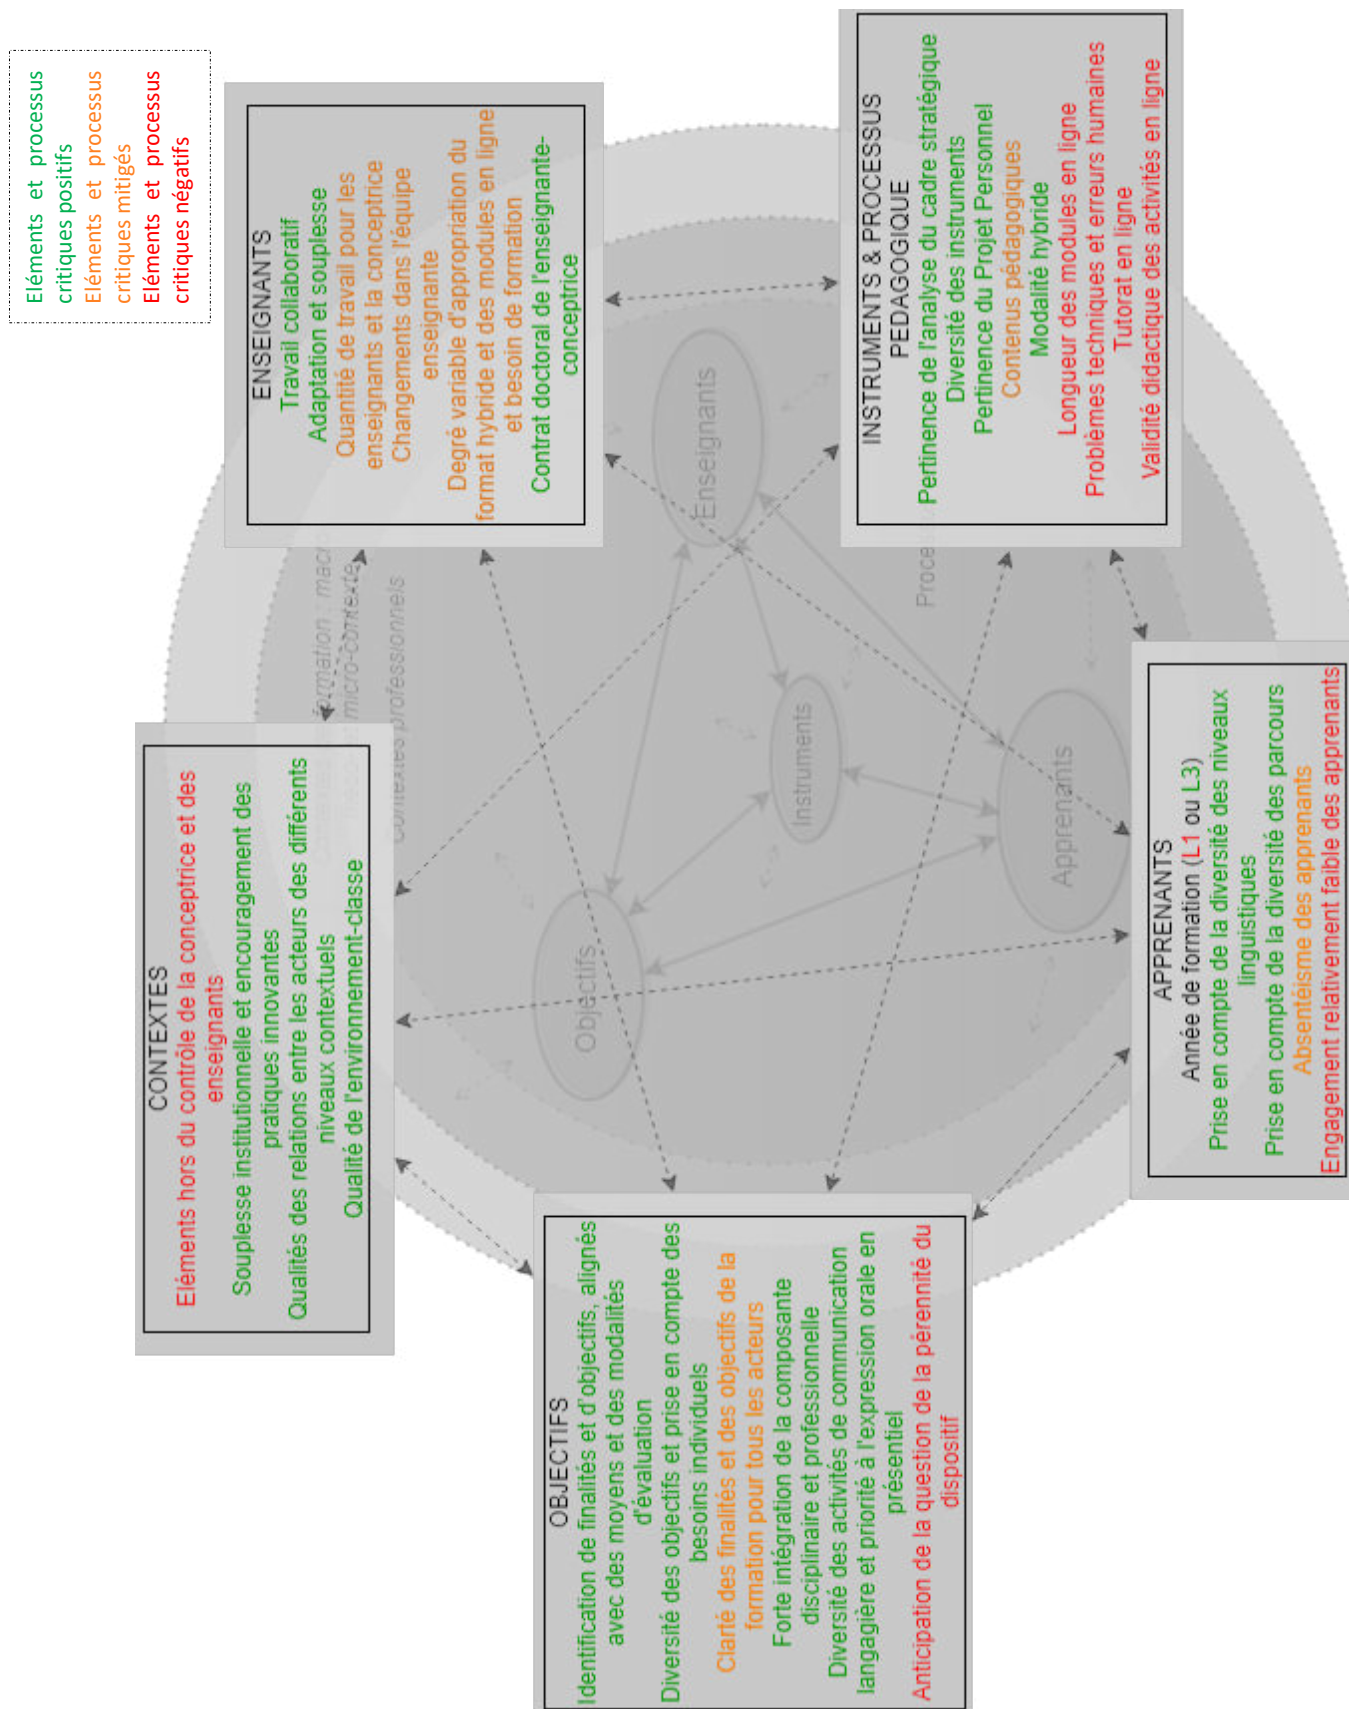 Eléments et processus
critiques positifs
Eléments et processus
critiques mitigés
Eléments et processus
critiques négatifs
CONTEXTES
Eléments hors du contrôle de la conceptrice et des
enseignants
Souplesse institutionnelle et encouragement des
pratiques innovantes
Qualités des relations entre les acteurs des différents
niveaux contextuels
Qualité de l'environnement-classe
ENSEIGNANTS
Travail collaboratif
Adaptation et souplesse
Quantité de travail pour les
enseignants et la conceptrice
Changements dans l'équipe
enseignante
Degré variable d'appropriation du
format hybride et des modules en ligne
et besoin de formation
Contrat doctoral de l'enseignante-
conceptrice
formation : macro
micro-contexte
Contextes professionnels
OBJECTIFS
Identification de finalités et d'objectifs, alignés
avec des moyens et des modalités
d'évaluation
Diversité des objectifs et prise en compte des
besoins individuels
Clarté des finalités et des objectifs de la
formation pour tous les acteurs
Forte intégration de la composante
disciplinaire et professionnelle
Diversité des activités de communication
langagière et priorité à l'expression orale en
présentiel
Anticipation de la question de la pérennité du
dispositif
Objectifs
Enseignants
Instruments
Apprenants
Proce
INSTRUMENTS & PROCESSUS
PEDAGOGIQUE
Pertinence de l'analyse du cadre stratégique
Diversité des instruments
Pertinence du Projet Personnel
Contenus pédagogiques
Modalité hybride
Longueur des modules en ligne
Problèmes techniques et erreurs humaines
Tutorat en ligne
Validité didactique des activités en ligne
APPRENANTS
Année de formation (L1 ou L3)
Prise en compte de la diversité des niveaux
linguistiques
Prise en compte de la diversité des parcours
Absentéisme des apprenants
Engagement relativement faible des apprenants